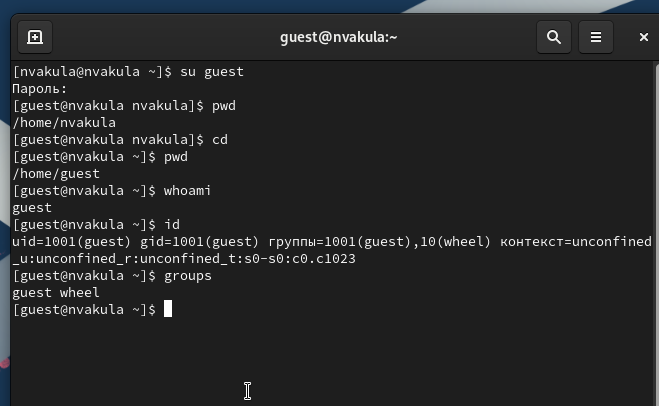 guest@nvakula:~
[nvakula@nvakula ~]$ su guest
Пароль:
[guest@nvakula nvakula]$ pwd
/home/nvakula
[guest@nvakula nvakula]$ cd
[guest@nvakula ~]$ pwd
/home/guest
[guest@nvakula ~]$ whoami
guest
[guest@nvakula ~]$ id
uid=1001(guest) gid=1001(guest) группы=1001(guest),10(wheel) контекст=unconfined
_u:unconfined_r:unconfined_t:s0-s0:c0.c1023
[guest@nvakula ~]$ groups
guest wheel
[guest@nvakula ~]$